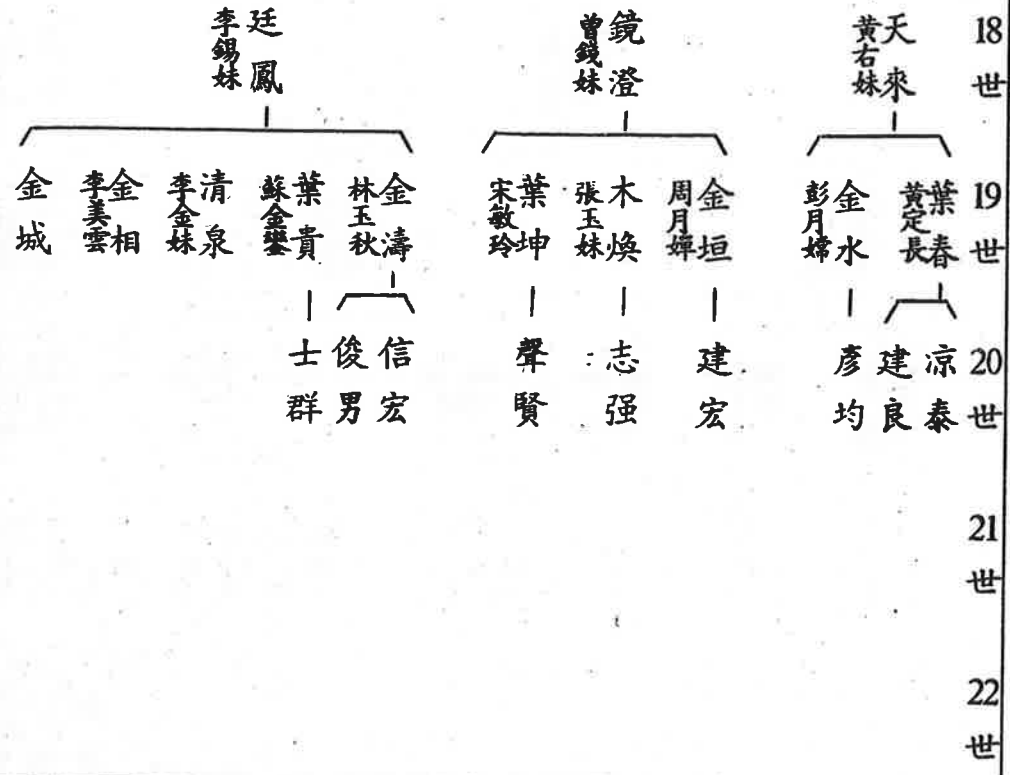 18世
天來
黃右妹
鏡澄
曾錢妹
廷鳳
李錫妹
19世
葉春
黃定長
金水
彭月嫦
金垣
周月嬋
木煥
張玉妹
葉坤
宋敏玲
金濤
林玉秋
葉貴
蘇金鑾
清泉
李金妹
金相
李美雲
金城
20世
凉泰
建良
彥均
建宏
志强
聲賢
信宏
俊男
士群
21世
22世